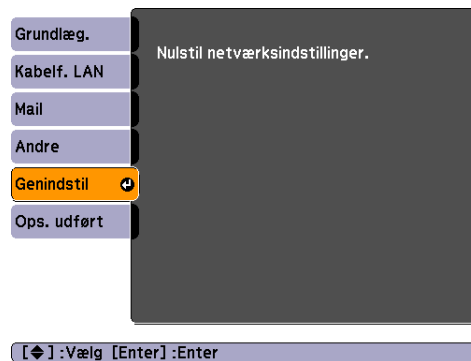 Grundlæg.
Nulstil netværksindstillinger.
Kabelf. LAN
Mail
Andre
Genindstil
Ops. udført
[◆] :Vælg [Enter] :Enter